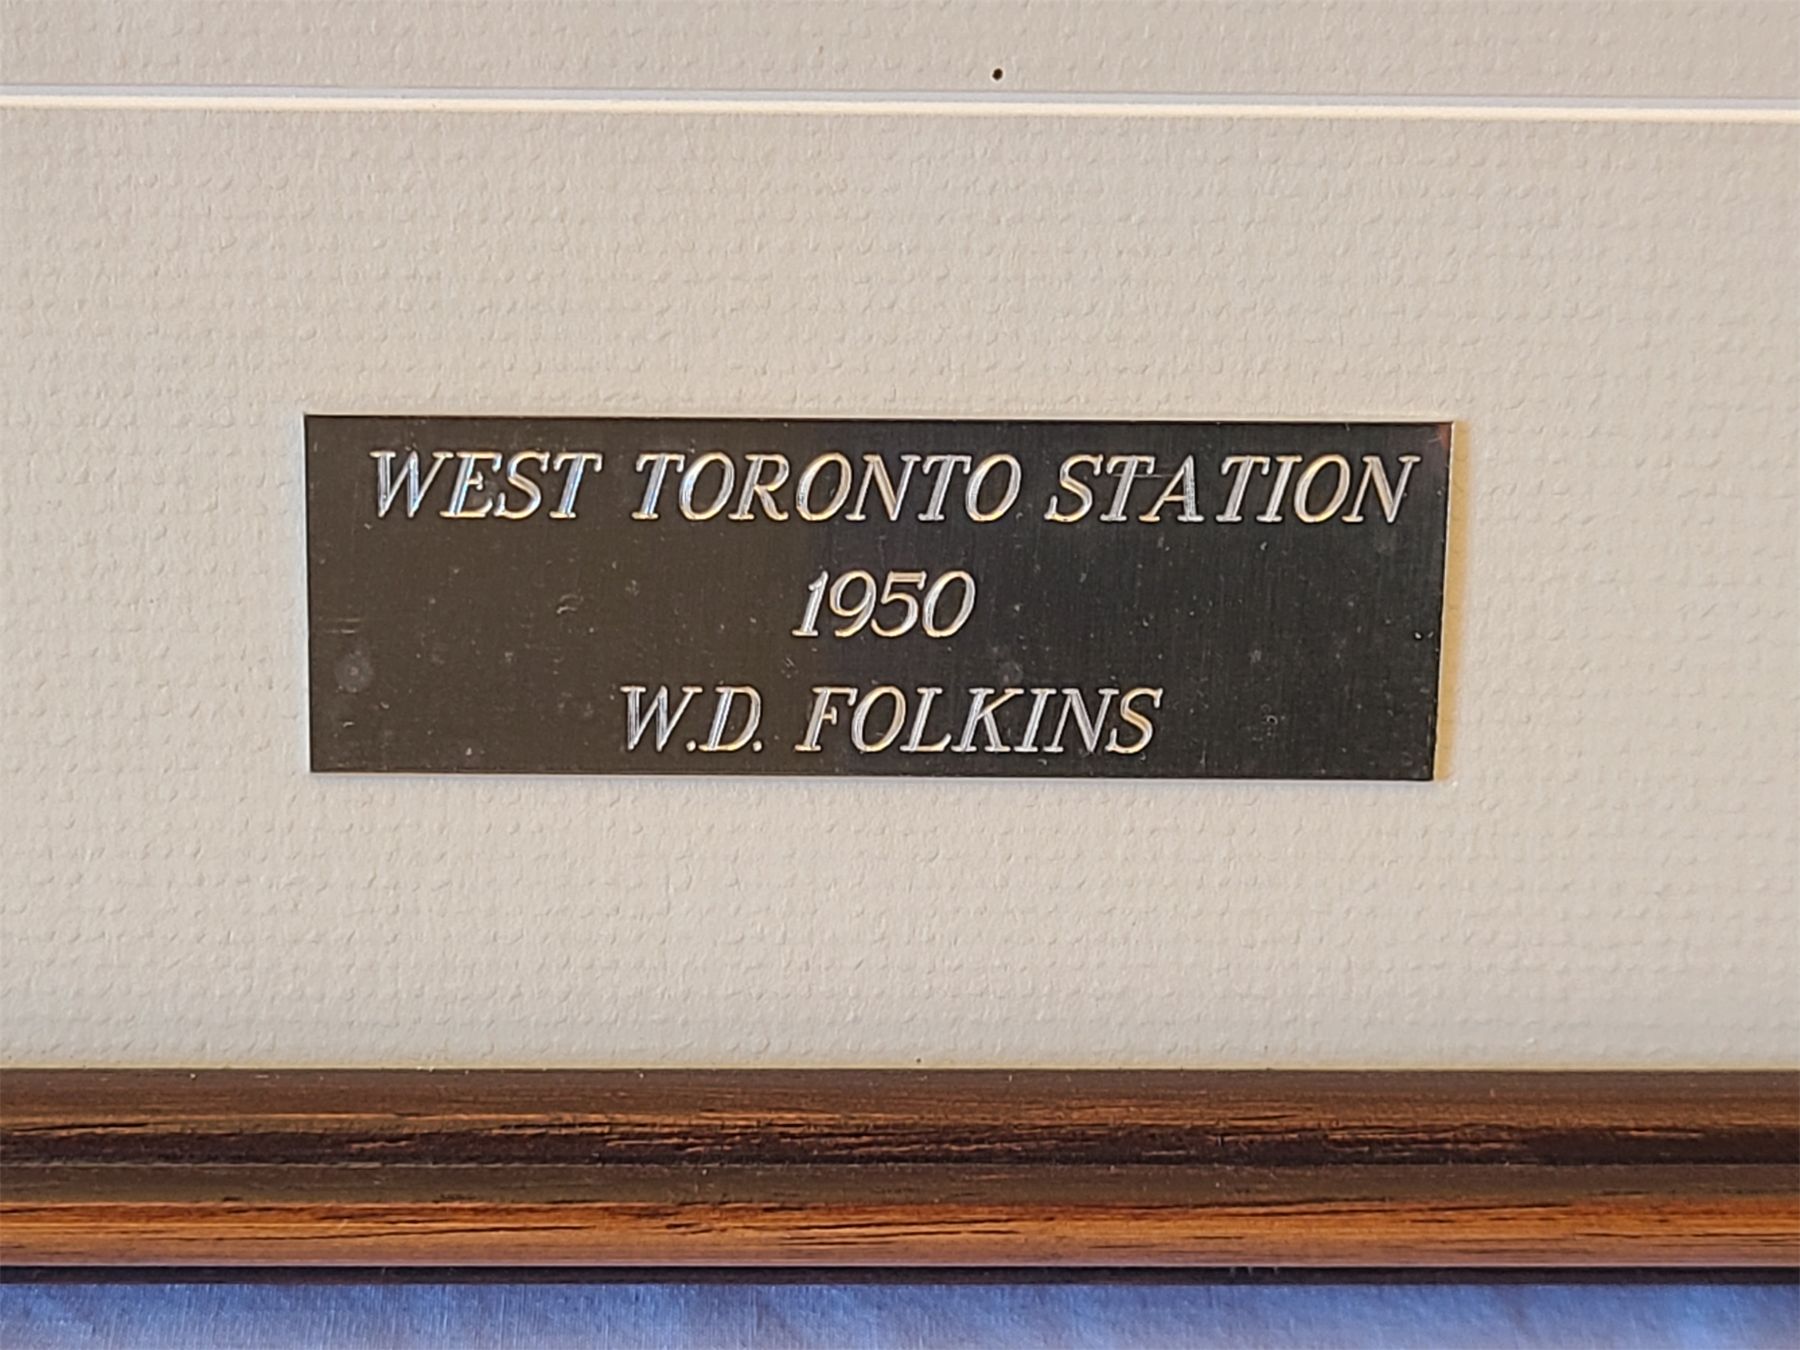 WEST TORONTO STATION
1950
W.D. FOLKINS